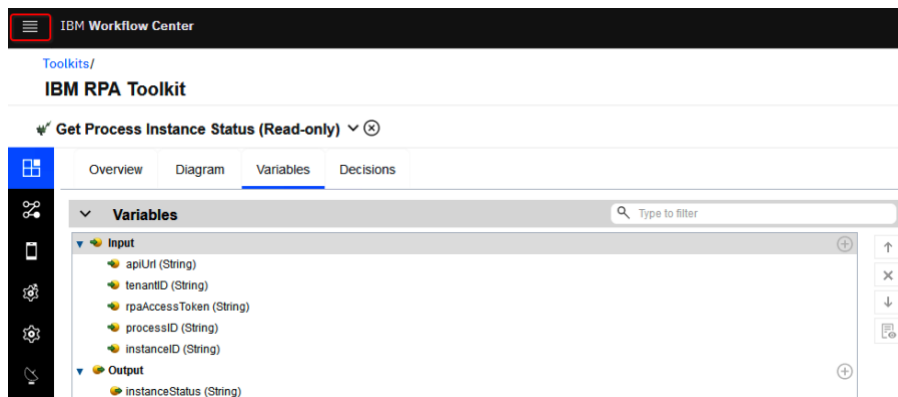 IBM Workflow Center
Toolkits/
IBM RPA Toolkit
Get Process Instance Status (Read-only)
Overview Diagram Variables Decisions
Variables Type to filter
Input
apiUrl (String)
tenantID (String)
rpaAccessToken (String)
processID (String)
instanceID (String)
Output
instanceStatus (String)